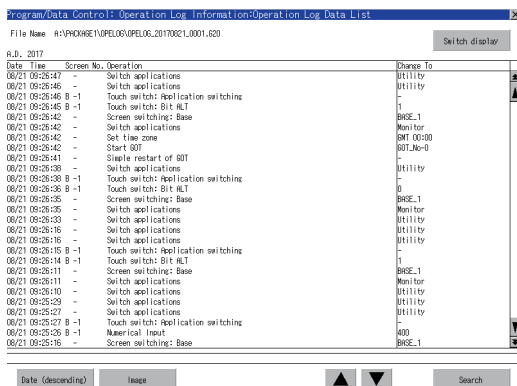 Program/Data Control: Operation Log Information:Operation Log Data List
File Name A:\PACKAGE1\OPELOG\OPELOG_20170821_0001.G2O
Switch display
A.D. 2017
Date Time Screen No. Operation Change To
08/21 09:26:47 - Switch applications Utility
08/21 09:26:46 - Switch applications Utility
08/21 09:26:46 B -1 Touch switch: Application switching -
08/21 09:26:45 B -1 Touch switch: Bit ALT 1
08/21 09:26:42 - Screen switching: Base BASE_1
08/21 09:26:42 - Switch applications Monitor
08/21 09:26:42 - Set time zone GMT 00:00
08/21 09:26:42 - Start GOT GOT_No-0
08/21 09:26:41 - Simple restart of GOT -
08/21 09:26:38 - Switch applications Utility
08/21 09:26:38 B -1 Touch switch: Application switching -
08/21 09:26:36 B -1 Touch switch: Bit ALT 0
08/21 09:26:35 - Screen switching: Base BASE_1
08/21 09:26:35 - Switch applications Monitor
08/21 09:26:33 - Switch applications Utility
08/21 09:26:16 - Switch applications Utility
08/21 09:26:16 - Switch applications Utility
08/21 09:26:15 B -1 Touch switch: Application switching -
08/21 09:26:14 B -1 Touch switch: Bit ALT 1
08/21 09:26:11 - Screen switching: Base BASE_1
08/21 09:26:11 - Switch applications Monitor
08/21 09:26:10 - Switch applications Utility
08/21 09:25:29 - Switch applications Utility
08/21 09:25:27 - Switch applications Utility
08/21 09:25:27 B -1 Touch switch: Application switching -
08/21 09:25:26 B -1 Numerical Input 400
08/21 09:25:16 - Screen switching: Base BASE_1
Date (descending) Image Search